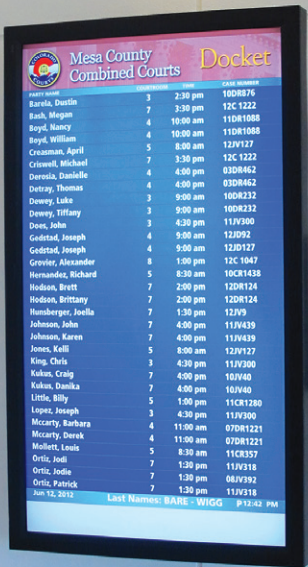 COLORADO
Mesa County Docket
Combined Courts
PARTY NAME COURTROOM TIME CASE NUMBER
Barela, Dustin 3 2:30 pm 10DR876
Bash, Megan 7 3:30 pm 12C 1222
Boyd, Nancy 4 10:00 am 11DR1088
Boyd, William 4 10:00 am 11DR1088
Creasman, April 5 8:00 am 12JV127
Criswell, Michael 7 3:30 pm 12C 1222
Derosia, Danielle 4 4:00 pm 03DR462
Detray, Thomas 4 4:00 pm 03DR462
Dewey, Luke 3 9:00 am 10DR232
Dewey, Tiffany 3 9:00 am 10DR232
Does, John 3 4:30 pm 11JV300
Gedstad, Joseph 4 9:00 am 12JD92
Gedstad, Joseph 4 9:00 am 12JD127
Grovier, Alexander 8 1:00 pm 12C 1047
Hernandez, Richard 5 8:30 am 10CR1438
Hodson, Brett 7 2:00 pm 12DR124
Hodson, Brittany 7 2:00 pm 12DR124
Hunsberger, Joella 7 1:30 pm 12JV9
Johnson, John 7 4:00 pm 11JV439
Johnson, Karen 7 4:00 pm 11JV439
Jones, Kelli 5 8:00 am 12JV127
King, Chris 3 4:30 pm 11JV300
Kukus, Craig 7 4:00 pm 10JV40
Kukus, Danika 7 4:00 pm 10JV40
Little, Billy 5 1:00 pm 11CR1280
Lopez, Joseph 3 4:30 pm 11JV300
Mccarty, Barbara 4 11:00 am 07DR1221
Mccarty, Derek 4 11:00 am 07DR1221
Mollett, Louis 5 8:30 am 11CR357
Ortiz, Jodi 7 1:30 pm 11JV318
Ortiz, Jodie 7 1:30 pm 08JV392
Ortiz, Patrick 7 1:30 pm 11JV318
Jun 12, 2012 Last Names: BARE - WIGG 12:42 PM